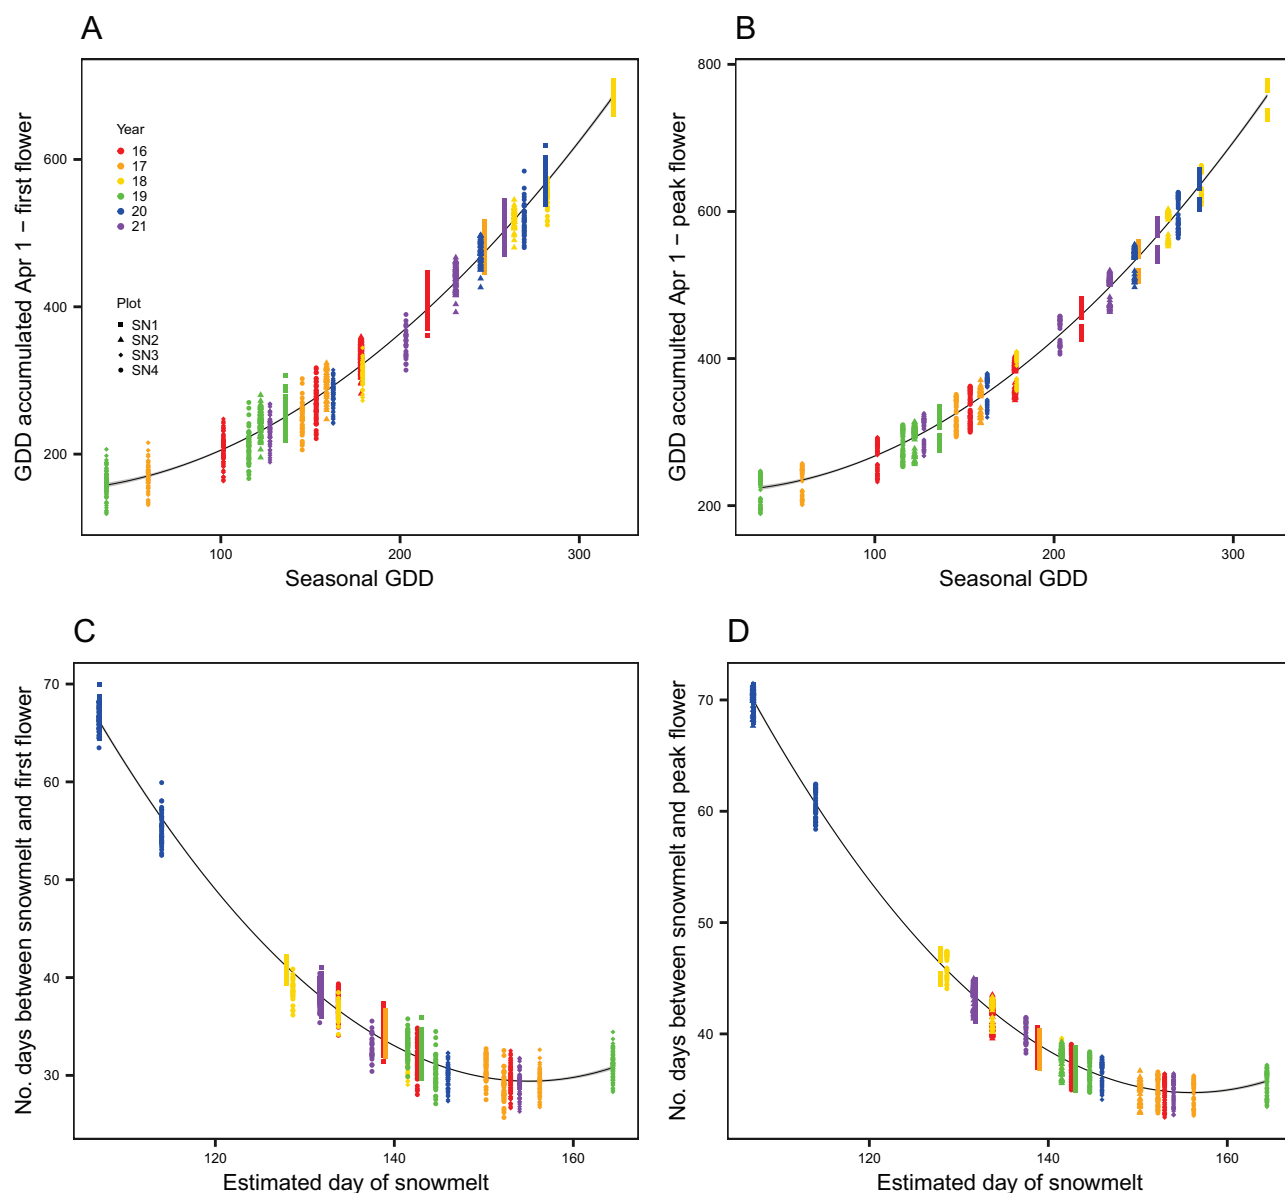 A
GDD accumulated Apr 1 − first flower
600
400
200
Year
16
17
18
19
20
21
Plot
SN1
SN2
SN3
SN4
100
200
300
Seasonal GDD
B
GDD accumulted Apr 1 − peak flower
800
600
400
200
100
200
300
Seasonal GDD
C
No. days between snowmelt and first flower
70
60
50
40
30
120
140
160
Estimated day of snowmelt
D
No. days between snowmelt and peak flower
70
60
50
40
120
140
160
Estimated day of snowmelt